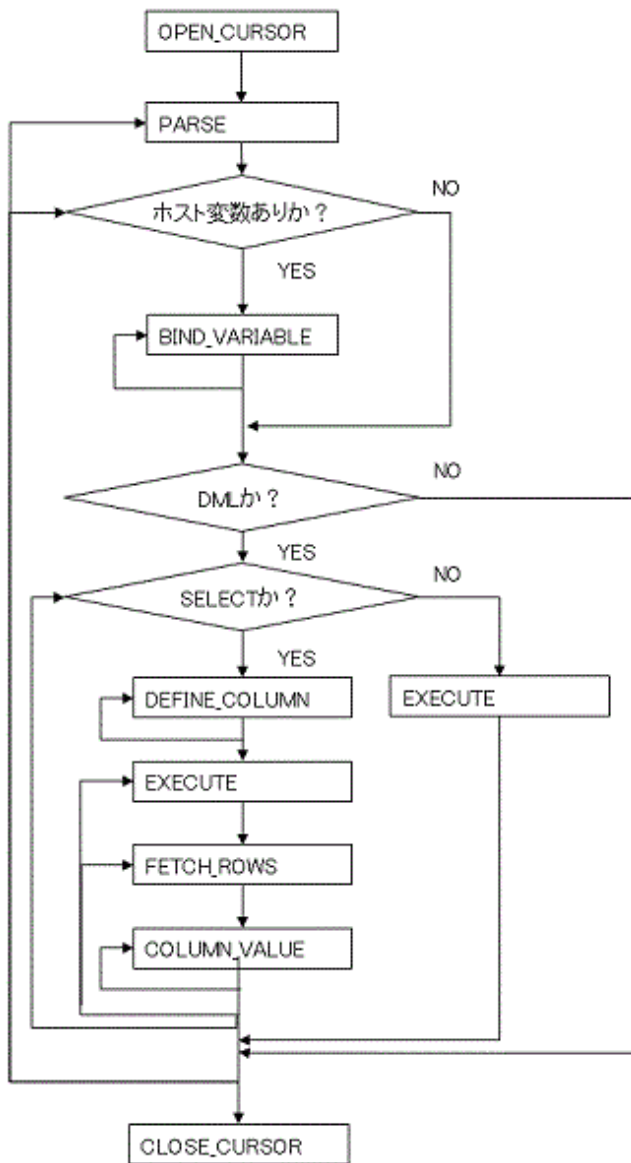 OPEN_CURSOR
PARSE
NO
ホスト変数ありか？
YES
BIND_VARIABLE
NO
DMLか？
YES
NO
SELECTか？
YES
DEFINE_COLUMN
EXECUTE
EXECUTE
FETCH_ROWS
COLUMN_VALUE
CLOSE_CURSOR